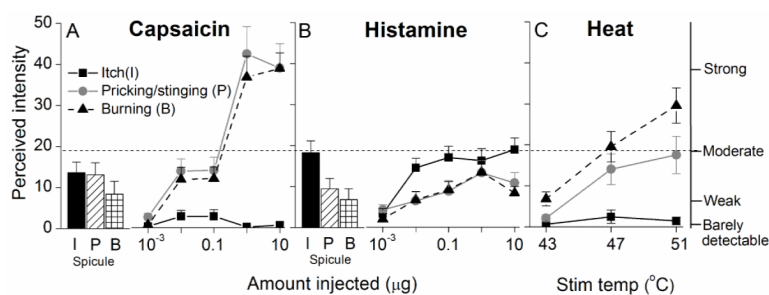 A Capsaicin
B Histamine
C Heat
50
40
30
20
10
0
Perceived intensity
Itch(I)
Pricking/stinging (P)
Burning (B)
Strong
Moderate
Weak
Barely
detectable
I P B
Spicule
10-3 0.1 10
I P B
Spicule
10-3 0.1 10
43 47 51
Amount injected (µg)
Stim temp (°C)